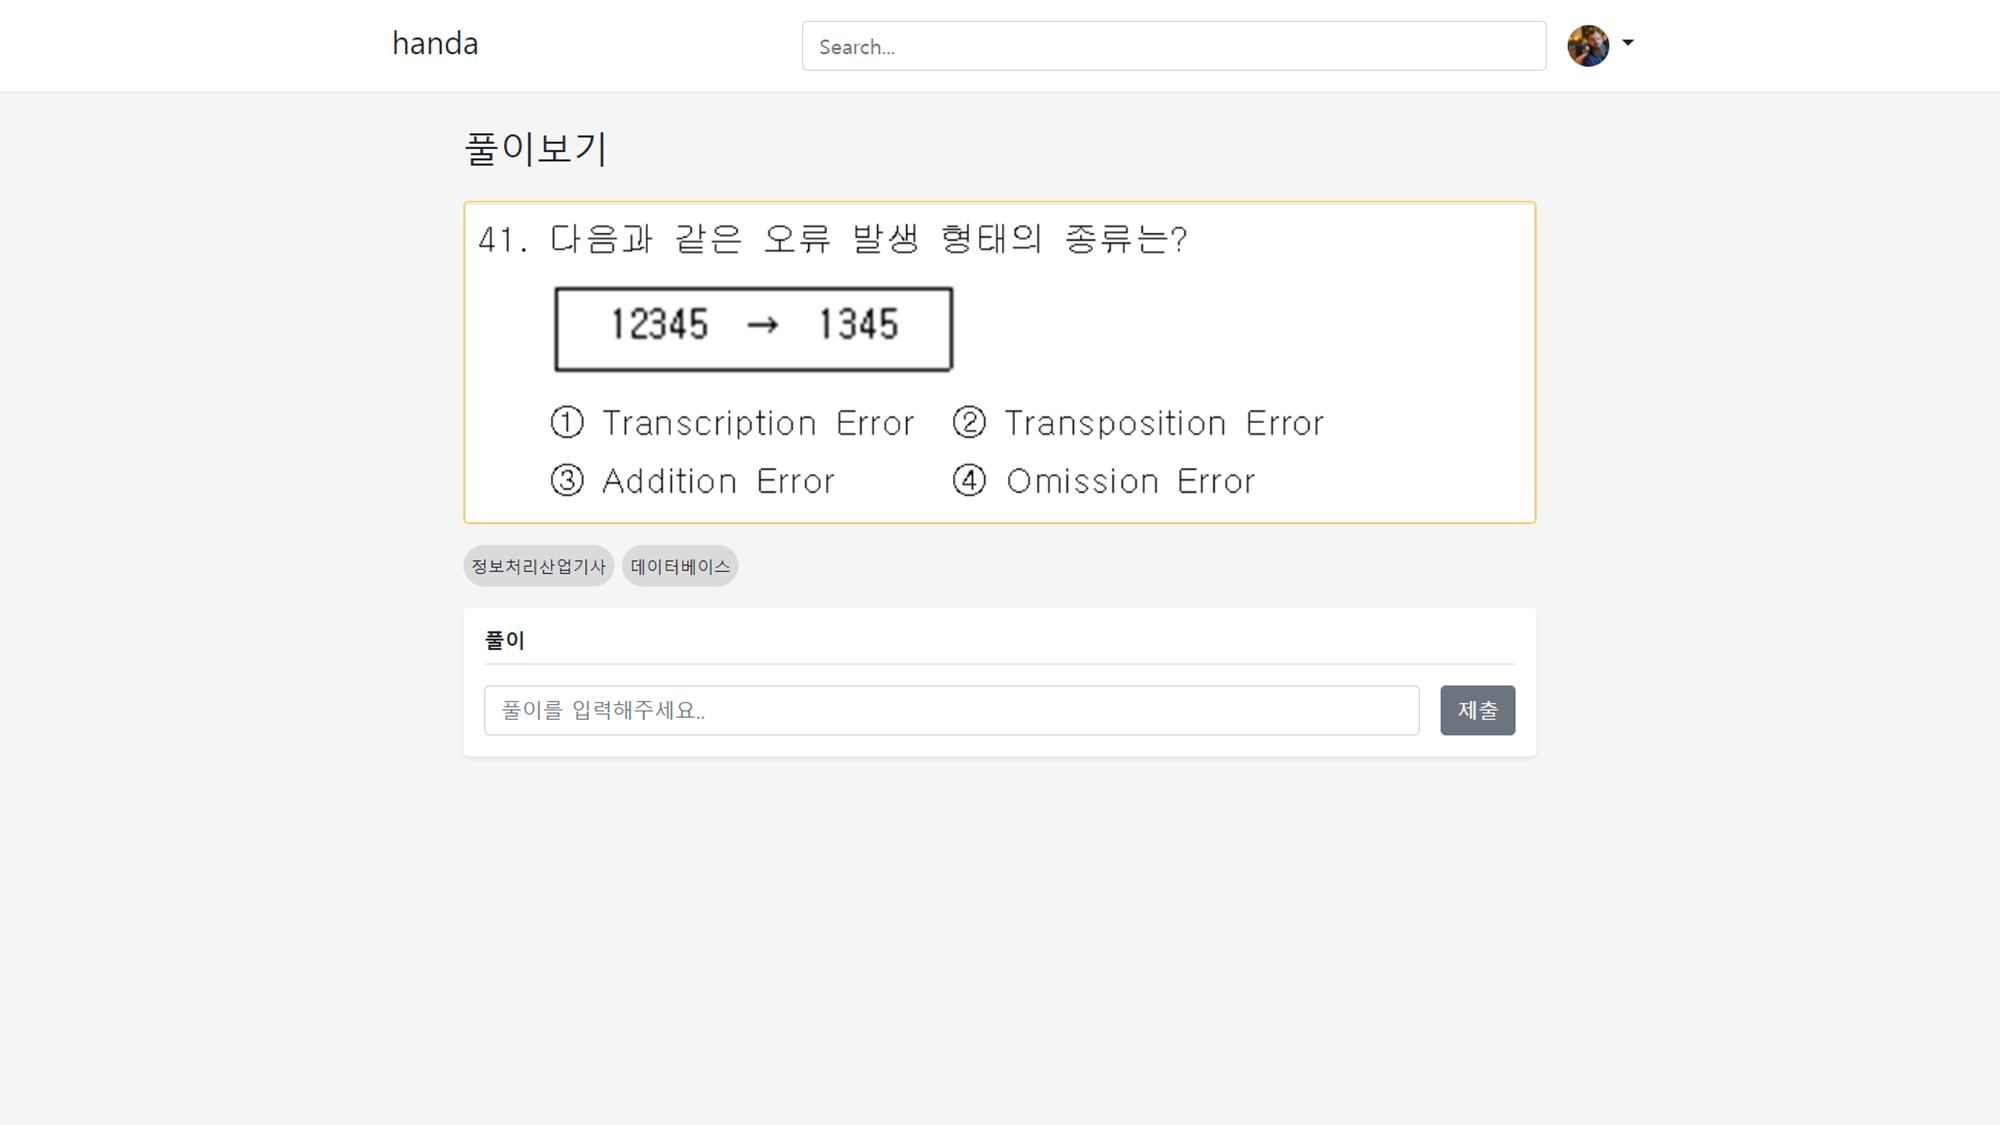 handa
Search...
풀이보기
41. 다음과 같은 오류 발생 형태의 종류는?
12345 → 1345
① Transcription Error ② Transposition Error
③ Addition Error ④ Omission Error
정보처리산업기사 데이터베이스
풀이
풀이를 입력해주세요.. 제출